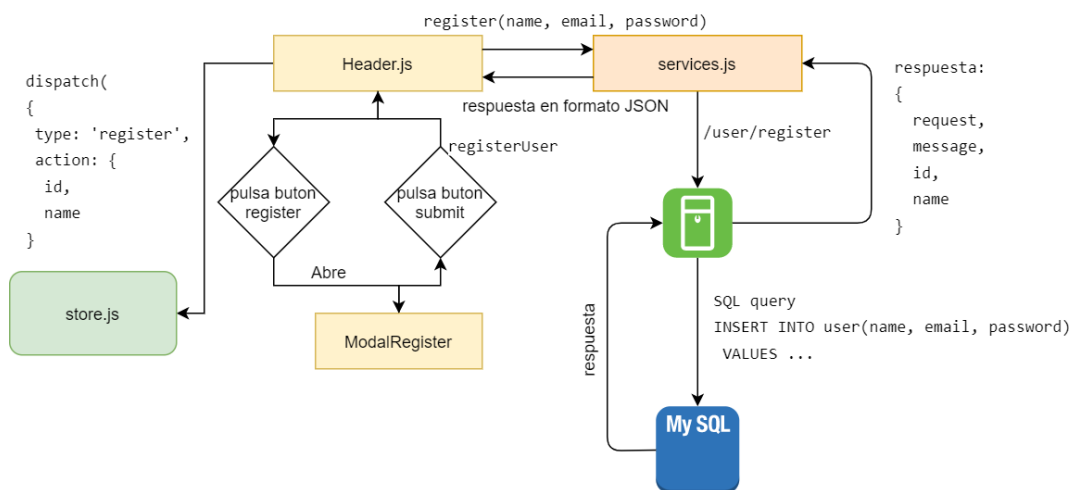 register(name, email, password)
Header.js
services.js
respuesta en formato JSON
dispatch(
{
type: 'register',
action: {
id,
name
}
respuesta:
{
request,
message,
id,
name
}
/user/register
registerUser
pulsa buton
register
pulsa buton
submit
Abre
store.js
ModalRegister
SQL query
INSERT INTO user(name, email, password)
VALUES ...
respuesta
My SQL